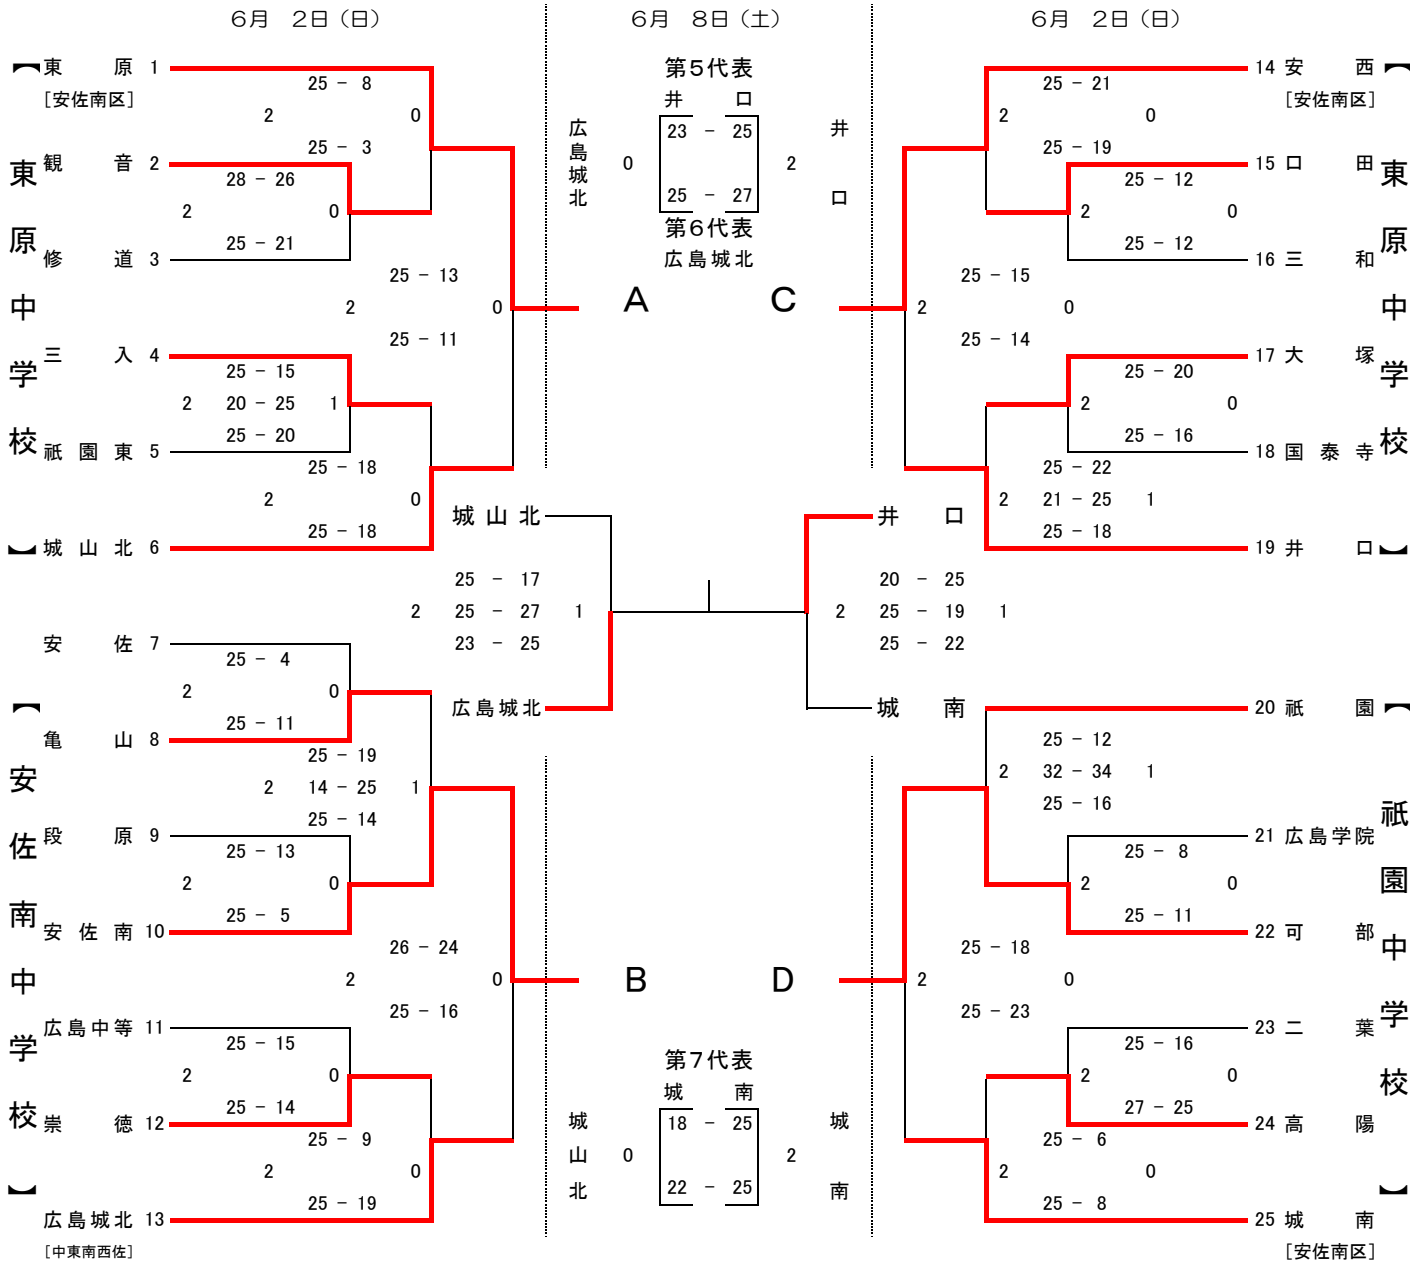 6月　2日（日）
6月　8日（土）
6月　2日（日）
【東原中学校】
東　原 1
[安佐南区]
25 － 8
2　0
25 － 3
観　音 2
28 － 26
2　0
25 － 21
修　道 3
25 － 13
2　0
25 － 11
三　入 4
25 － 15
2　20 － 25　1
25 － 20
祇園東 5
25 － 18
2　0
25 － 18
城山北 6
【安佐南中学校】
安　佐 7
25 － 4
2　0
25 － 11
亀　山 8
25 － 19
2　14 － 25　1
25 － 14
段　原 9
25 － 13
2　0
25 － 5
安佐南 10
26 － 24
2　0
25 － 16
広島中等 11
25 － 15
2　0
25 － 14
崇　徳 12
25 － 9
2　0
25 － 19
広島城北 13
[中東南西佐]
第5代表
井　口
広島城北　0　23 － 25　2　井口
25 － 27
第6代表
広島城北
A　C
城山北
25 － 17
2　25 － 27　1
23 － 25
広島城北
井　口
20 － 25
2　25 － 19　1
25 － 22
城　南
B　D
第7代表
城　南
城山北　0　18 － 25　2　城南
22 － 25
【東原中学校】
14 安　西
[安佐南区]
25 － 21
2　0
25 － 19
15 口　田
25 － 12
2　0
25 － 12
16 三　和
25 － 15
2　0
25 － 14
17 大　塚
25 － 20
2　0
25 － 16
18 国泰寺
25 － 22
2　21 － 25　1
25 － 18
19 井　口
【祇園中学校】
20 祇　園
25 － 12
2　32 － 34　1
25 － 16
21 広島学院
25 － 8
2　0
25 － 11
22 可　部
25 － 18
2　0
25 － 23
23 二　葉
25 － 16
2　0
27 － 25
24 高　陽
25 － 6
2　0
25 － 8
25 城　南
[安佐南区]